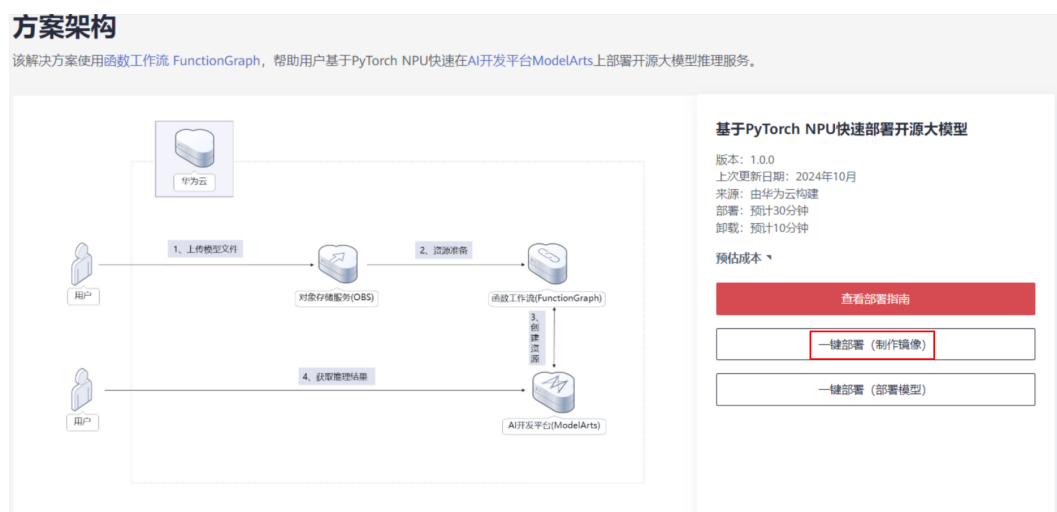 方案架构
该解决方案使用函数工作流 FunctionGraph，帮助用户基于PyTorch NPU快速在AI开发平台ModelArts上部署开源大模型推理服务。
华为云
1、上传模型文件
2、资源准备
用户
对象存储服务(OBS)
函数工作流(FunctionGraph)
3、创建资源
4、获取推理结果
用户
AI开发平台(ModelArts)
基于PyTorch NPU快速部署开源大模型
版本：1.0.0
上次更新日期：2024年10月
来源：由华为云构建
部署：预计30分钟
卸载：预计10分钟
预估成本
查看部署指南
一键部署（制作镜像）
一键部署（部署模型）